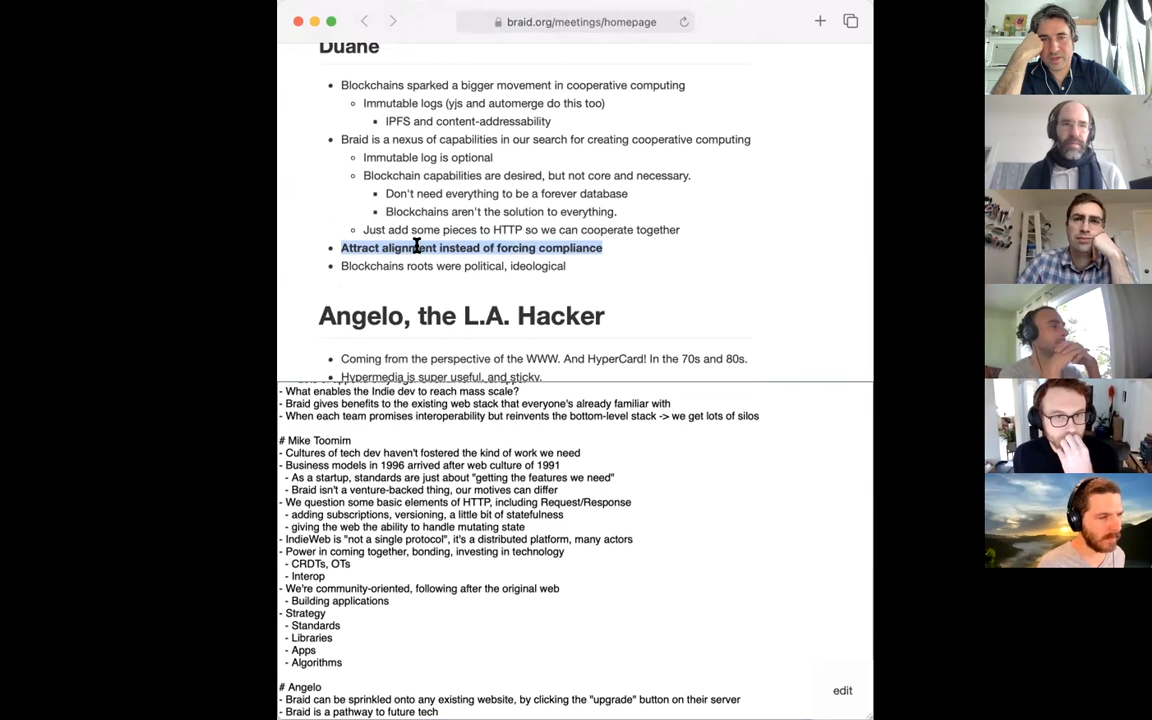 braid.org/meetings/homepage
Duane
Blockchains sparked a bigger movement in cooperative computing
Immutable logs (yjs and automerge do this too)
IPFS and content-addressability
Braid is a nexus of capabilities in our search for creating cooperative computing
Immutable log is optional
Blockchain capabilities are desired, but not core and necessary.
Don't need everything to be a forever database
Blockchains aren't the solution to everything.
Just add some pieces to HTTP so we can cooperate together
Attract alignment instead of forcing compliance
Blockchains roots were political, ideological
Angelo, the L.A. Hacker
Coming from the perspective of the WWW. And HyperCard! In the 70s and 80s.
Hypermedia is super useful, and sticky.
- What enables the Indie dev to reach mass scale?
- Braid gives benefits to the existing web stack that everyone's already familiar with
- When each team promises interoperability but reinvents the bottom-level stack -> we get lots of silos
# Mike Toomim
- Cultures of tech dev haven't fostered the kind of work we need
- Business models in 1996 arrived after web culture of 1991
- As a startup, standards are just about "getting the features we need"
- Braid isn't a venture-backed thing, our motives can differ
- We question some basic elements of HTTP, including Request/Response
- adding subscriptions, versioning, a little bit of statefulness
- giving the web the ability to handle mutating state
- IndieWeb is "not a single protocol", it's a distributed platform, many actors
- Power in coming together, bonding, investing in technology
- CRDTs, OTs
- Interop
- We're community-oriented, following after the original web
- Building applications
- Strategy
- Standards
- Libraries
- Apps
- Algorithms
# Angelo
- Braid can be sprinkled onto any existing website, by clicking the "upgrade" button on their server
- Braid is a pathway to future tech
edit